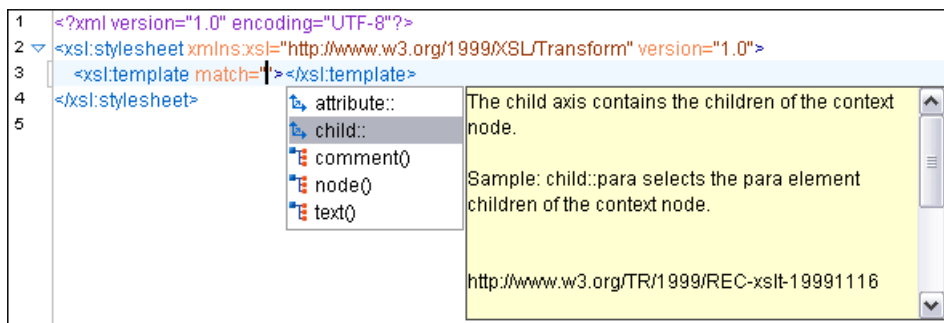 1 <?xml version="1.0" encoding="UTF-8"?>
2 <xsl:stylesheet xmlns:xsl="http://www.w3.org/1999/XSL/Transform" version="1.0">
3 <xsl:template match=""></xsl:template>
4 </xsl:stylesheet>
5
attribute::
child::
comment()
node()
text()
The child axis contains the children of the context
node.
Sample: child::para selects the para element
children of the context node.
http://www.w3.org/TR/1999/REC-xslt-19991116